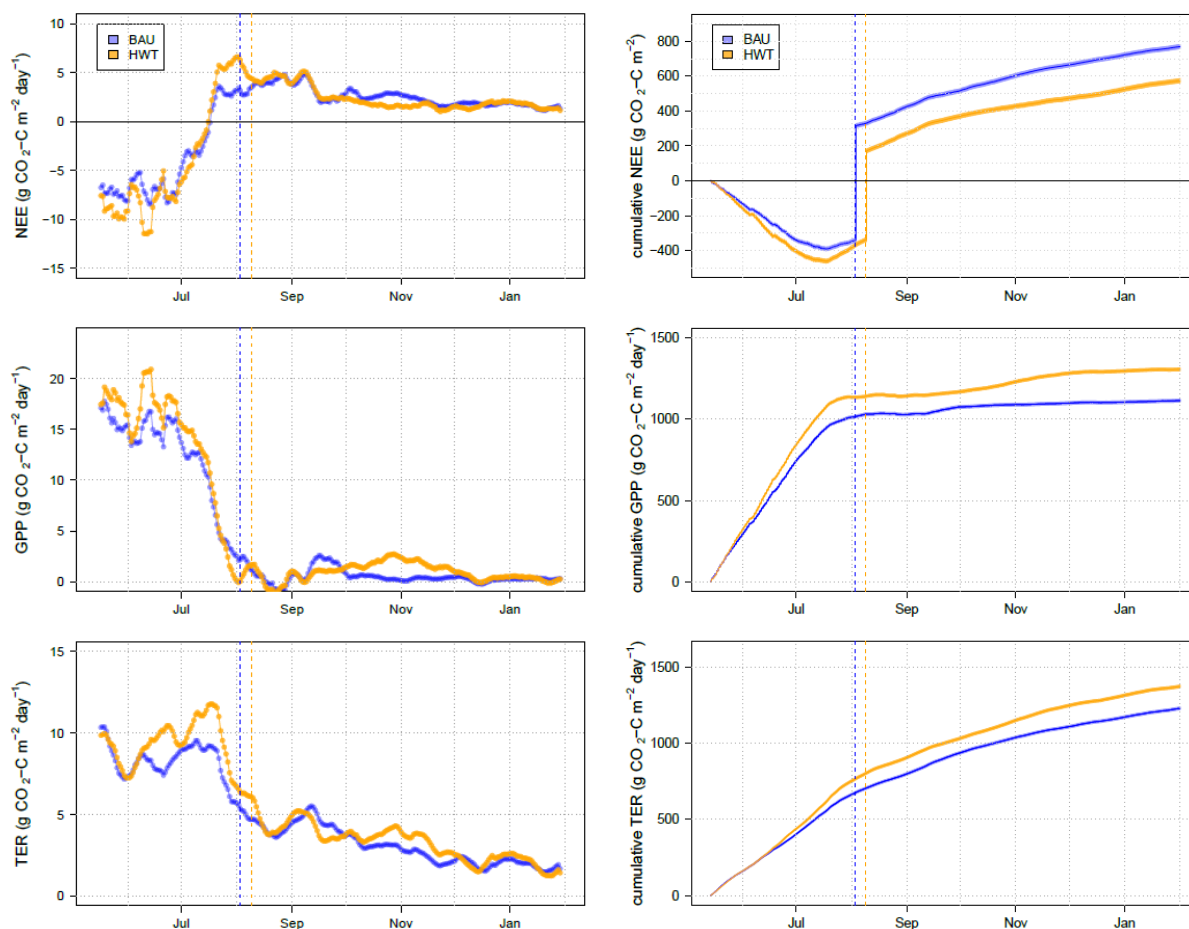 NEE (g CO₂−C m⁻² day⁻¹)
10
5
0
−5
−10
−15
BAU
HWT
Jul Sep Nov Jan
cumulative NEE (g CO₂−C m⁻²)
800
600
400
200
0
−200
−400
BAU
HWT
Jul Sep Nov Jan
GPP (g CO₂−C m⁻² day⁻¹)
20
15
10
5
0
Jul Sep Nov Jan
cumulative GPP (g CO₂−C m⁻² day⁻¹)
1500
1000
500
0
Jul Sep Nov Jan
TER (g CO₂−C m⁻² day⁻¹)
15
10
5
0
Jul Sep Nov Jan
cumulative TER (g CO₂−C m⁻² day⁻¹)
1500
1000
500
0
Jul Sep Nov Jan